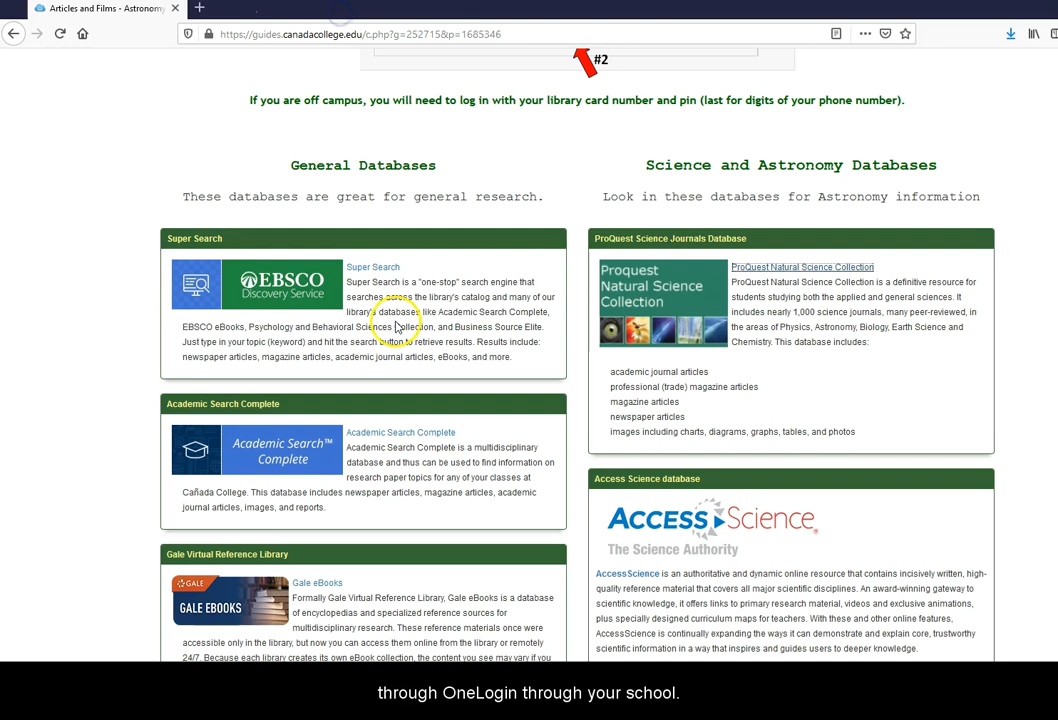 Articles and Films - Astronomy
https://guides.canadacollege.edu/c.php?g=252715&p=1685346
#2
If you are off campus, you will need to log in with your library card number and pin (last for digits of your phone number).
General Databases
These databases are great for general research.
Super Search
EBSCO
Discovery Service
Super Search
Super Search is a "one-stop" search engine that
searches across the library's catalog and many of our
library databases like Academic Search Complete,
EBSCO eBooks, Psychology and Behavioral Science Collection, and Business Source Elite.
Just type in your topic (keyword) and hit the search button to retrieve results. Results include:
newspaper articles, magazine articles, academic journal articles, eBooks, and more.
Academic Search Complete
Academic Search™
Complete
Academic Search Complete
Academic Search Complete is a multidisciplinary
database and thus can be used to find information on
research paper topics for any of your classes at
Cañada College. This database includes newspaper articles, magazine articles, academic
journal articles, images, and reports.
Gale Virtual Reference Library
GALE
GALE EBOOKS
Gale eBooks
Formally Gale Virtual Reference Library, Gale eBooks is a database
of encyclopedias and specialized reference sources for
multidisciplinary research. These reference materials once were
accessible only in the library, but now you can access them online from the library or remotely
24/7. Because each library creates its own eBook collection, the content you see may vary if you
Science and Astronomy Databases
Look in these databases for Astronomy information
ProQuest Science Journals Database
Proquest
Natural Science
Collection
ProQuest Natural Science Collection
ProQuest Natural Science Collection is a definitive resource for
students studying both the applied and general sciences. It
includes nearly 1,000 science journals, many peer-reviewed, in
the areas of Physics, Astronomy, Biology, Earth Science and
Chemistry. This database includes:
academic journal articles
professional (trade) magazine articles
magazine articles
newspaper articles
images including charts, diagrams, graphs, tables, and photos
Access Science database
ACCESS Science®
The Science Authority
AccessScience is an authoritative and dynamic online resource that contains incisively written, high-
quality reference material that covers all major scientific disciplines. An award-winning gateway to
scientific knowledge, it offers links to primary research material, videos and exclusive animations,
plus specially designed curriculum maps for teachers. With these and other online features,
AccessScience is continually expanding the ways it can demonstrate and explain core, trustworthy
scientific information in a way that inspires and guides users to deeper knowledge.
through OneLogin through your school.